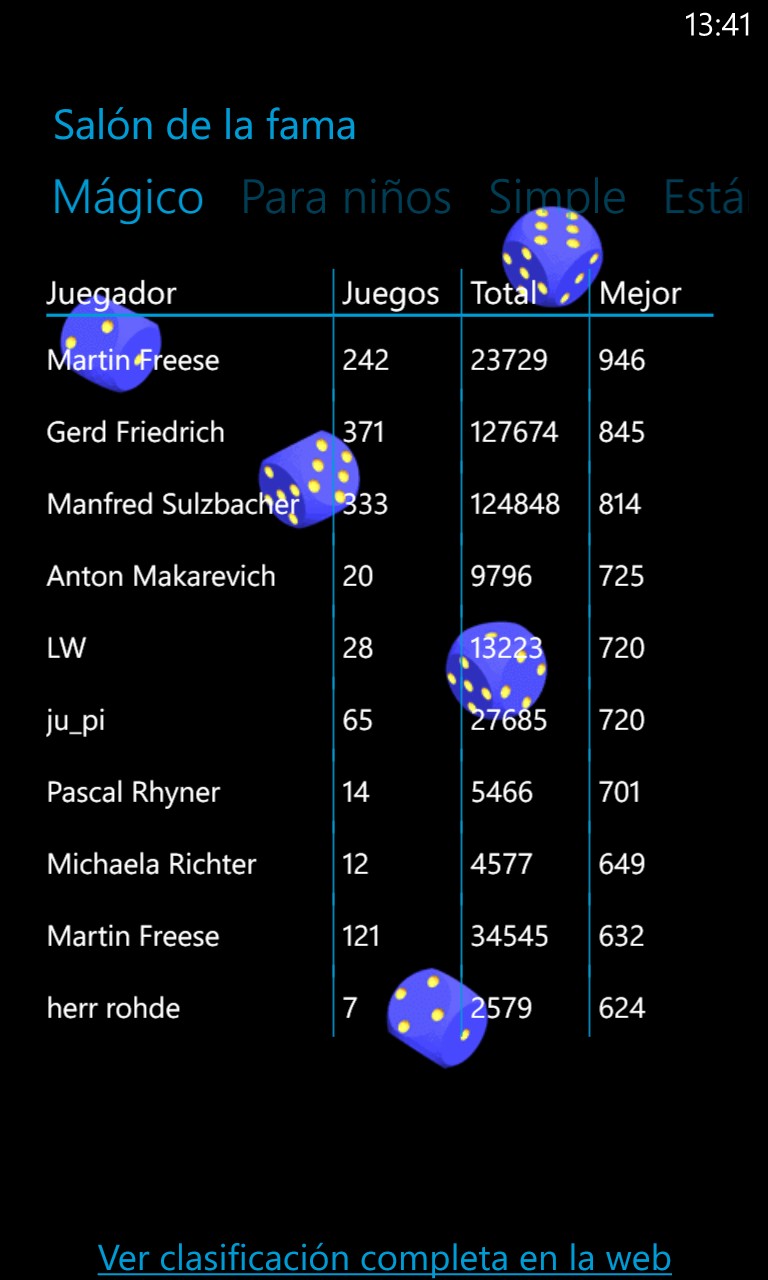 13:41
Salón de la fama
Mágico Para niños Simple Está
Juegador Juegos Total Mejor
Martin Freese 242 23729 946
Gerd Friedrich 371 127674 845
Manfred Sulzbacher 333 124848 814
Anton Makarevich 20 9796 725
LW 28 13223 720
ju_pi 65 27685 720
Pascal Rhyner 14 5466 701
Michaela Richter 12 4577 649
Martin Freese 121 34545 632
herr rohde 7 2579 624
Ver clasificación completa en la web